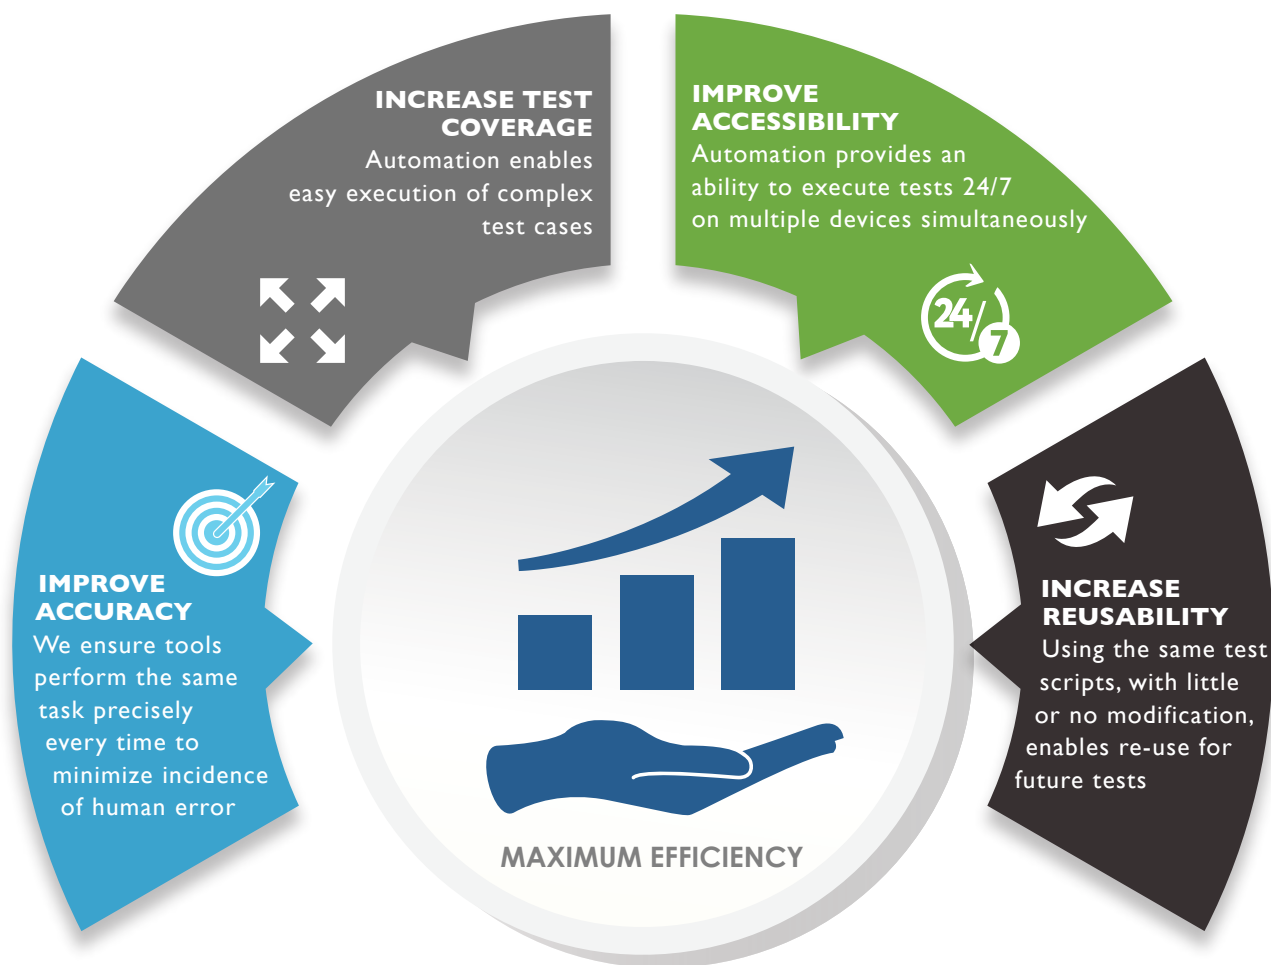 INCREASE TEST
COVERAGE
Automation enables
easy execution of complex
test cases
IMPROVE
ACCESSIBILITY
Automation provides an
ability to execute tests 24/7
on multiple devices simultaneously
24/7
IMPROVE
ACCURACY
We ensure tools
perform the same
task precisely
every time to
minimize incidence
of human error
INCREASE
REUSABILITY
Using the same test
scripts, with little
or no modification,
enables re-use for
future tests
MAXIMUM EFFICIENCY